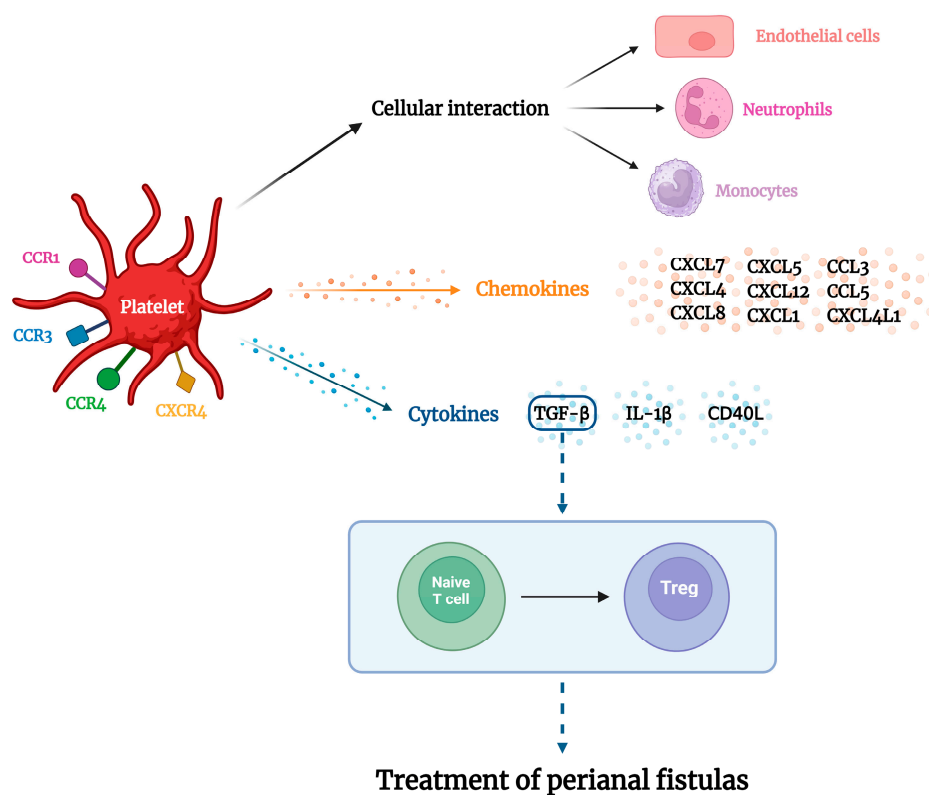 Endothelial cells
Cellular interaction
Neutrophils
Monocytes
CCR1
Platelet
CCR3
CCR4
CXCR4
Chemokines
CXCL7 CXCL5 CCL3
CXCL4 CXCL12 CCL5
CXCL8 CXCL1 CXCL4L1
Cytokines
TGF-β IL-1β CD40L
Naive
T cell
Treg
Treatment of perianal fistulas